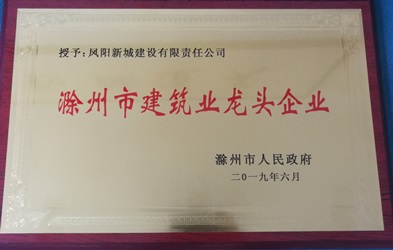 授予：凤阳新城建设有限责任公司
滁州市建筑业龙头企业
滁州市人民政府
二〇一九年六月